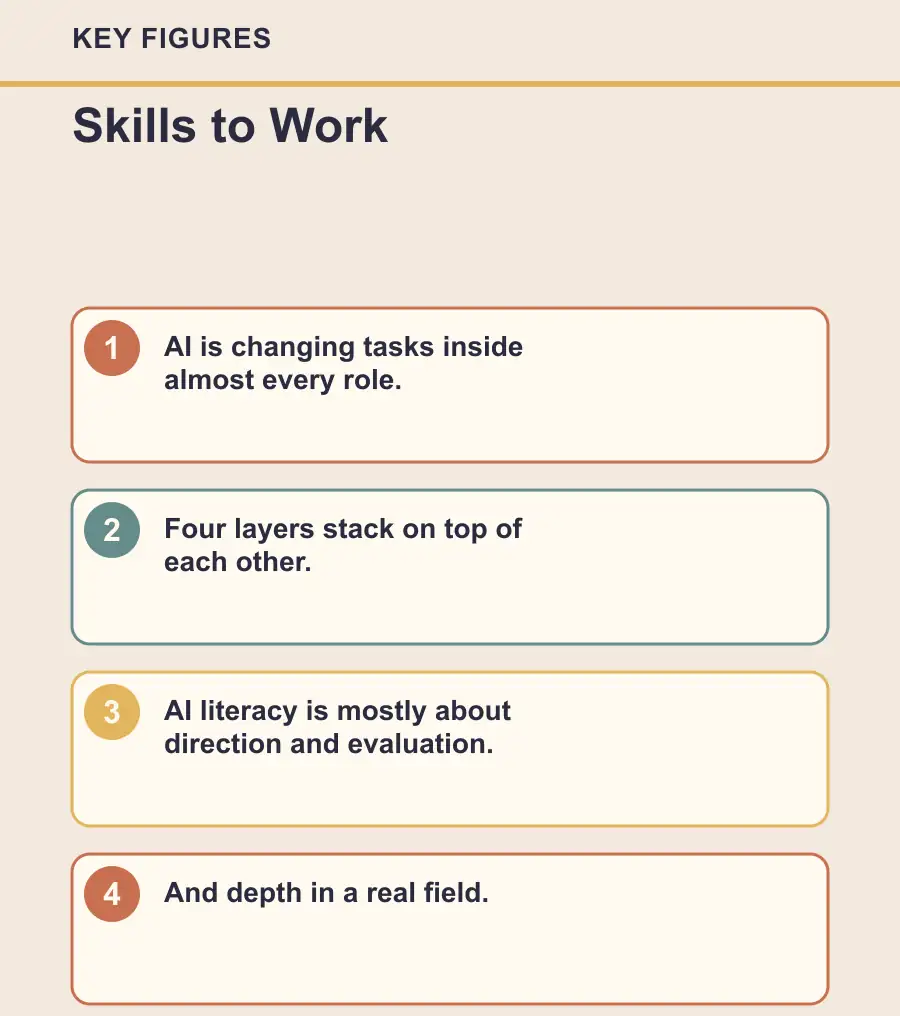 KEY FIGURES
Skills to Work
1
AI is changing tasks inside
almost every role.
2
Four layers stack on top of
each other.
3
AI literacy is mostly about
direction and evaluation.
4
And depth in a real field.